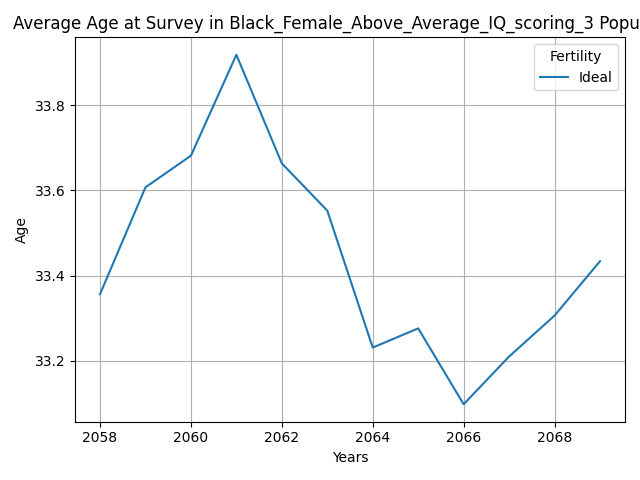 Average Age at Survey in Black_Female_Above_Average_IQ_scoring_3 Popu
Fertility
Ideal
33.8
33.6
33.4
33.2
Age
2058 2060 2062 2064 2066 2068
Years